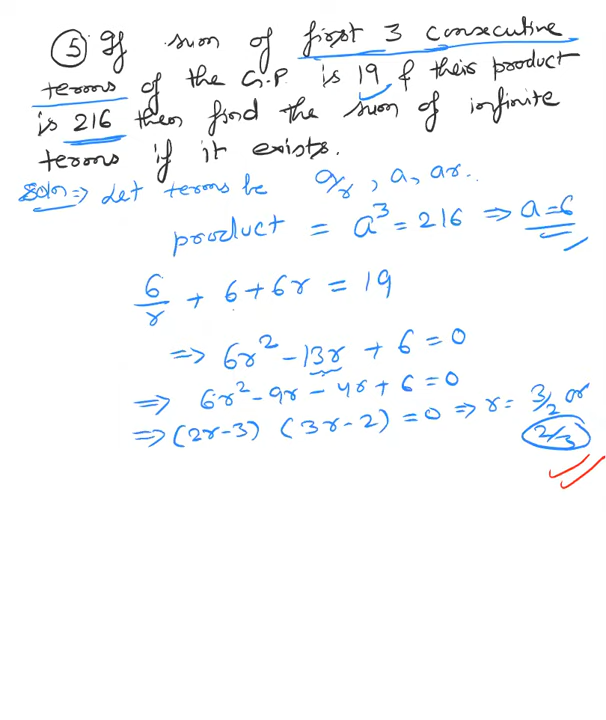 ⑤ If sum of first 3 consecutive
terms of the G.P. is 19 & their product
is 216 then find the sum of infinite
terms if it exists.
Soln ⇒ Let terms be a/r, a, ar.
product = a³ = 216 ⇒ a=6
6/r + 6 + 6r = 19
⇒ 6r² - 13r + 6 = 0
⇒ 6r² - 9r - 4r + 6 = 0
⇒ (2r-3) (3r-2) = 0 ⇒ r = 3/2 or
2/3